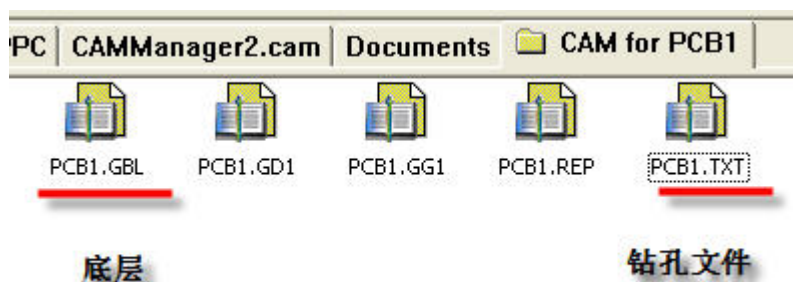 PPC CAMManager2.cam Documents CAM for PCB1
PCB1.GBL PCB1.GD1 PCB1.GG1 PCB1.REP PCB1.TXT
底层 钻孔文件